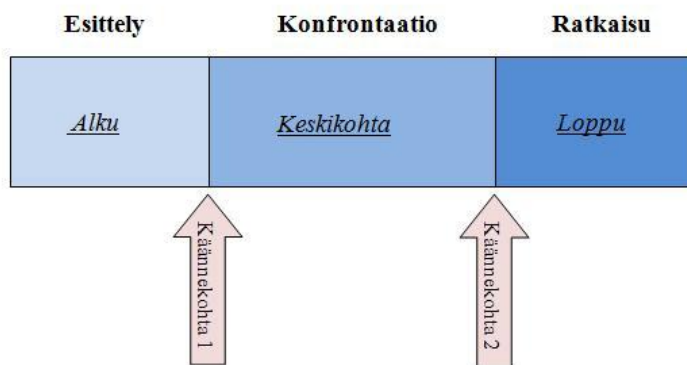 Esittely
Konfrontaatio
Ratkaisu
Alku
Keskikohta
Loppu
Käännekohta 1
Käännekohta 2